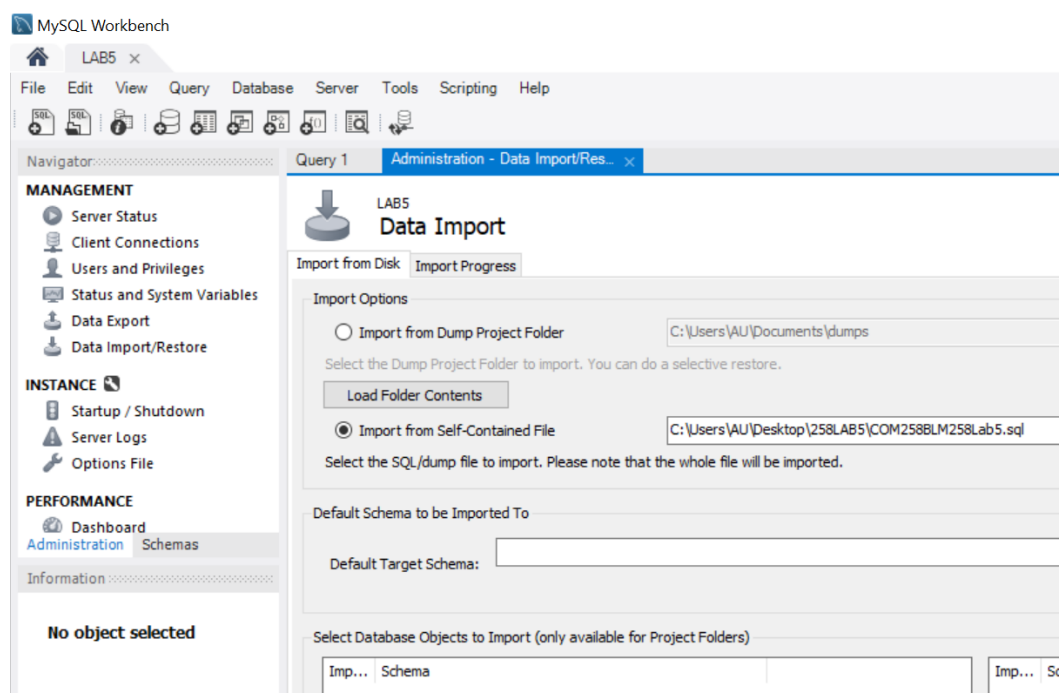 MySQL Workbench
LAB5
File Edit View Query Database Server Tools Scripting Help
Navigator
MANAGEMENT
Server Status
Client Connections
Users and Privileges
Status and System Variables
Data Export
Data Import/Restore
INSTANCE
Startup / Shutdown
Server Logs
Options File
PERFORMANCE
Dashboard
Administration Schemas
Information
No object selected
Query 1 Administration - Data Import/Res...
LAB5
Data Import
Import from Disk Import Progress
Import Options
Import from Dump Project Folder C:\Users\AU\Documents\dumps
Select the Dump Project Folder to import. You can do a selective restore.
Load Folder Contents
Import from Self-Contained File C:\Users\AU\Desktop\258LAB5\COM258BLM258Lab5.sql
Select the SQL/dump file to import. Please note that the whole file will be imported.
Default Schema to be Imported To
Default Target Schema:
Select Database Objects to Import (only available for Project Folders)
Imp... Schema Imp... Sc